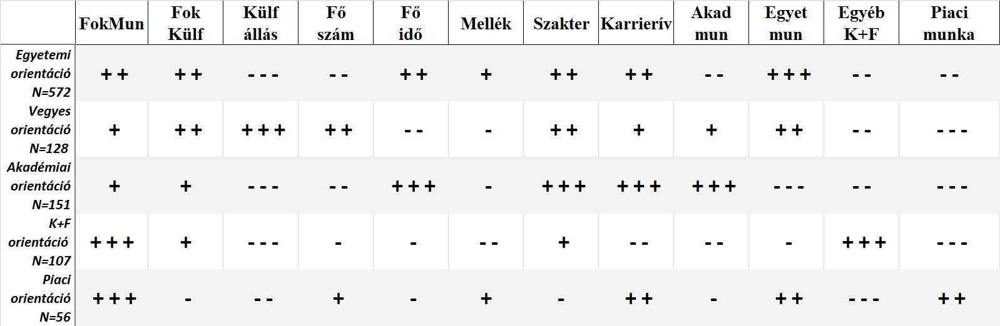 FokMun Fok Külf Külf állás Fő szám Fő idő Mellék Szakter Karrierív Akad mun Egyet mun Egyéb K+F Piaci munka
Egyetemi orientáció N=572 ++ ++ --- -- ++ + ++ ++ -- +++ -- --
Vegyes orientáció N=128 + ++ +++ ++ -- - ++ + + ++ -- ---
Akadémiai orientáció N=151 + + --- -- +++ - +++ +++ +++ --- -- ---
K+F orientáció N=107 +++ + --- - - -- + -- -- - +++ ---
Piaci orientáció N=56 +++ - -- + - + - ++ - ++ --- ++